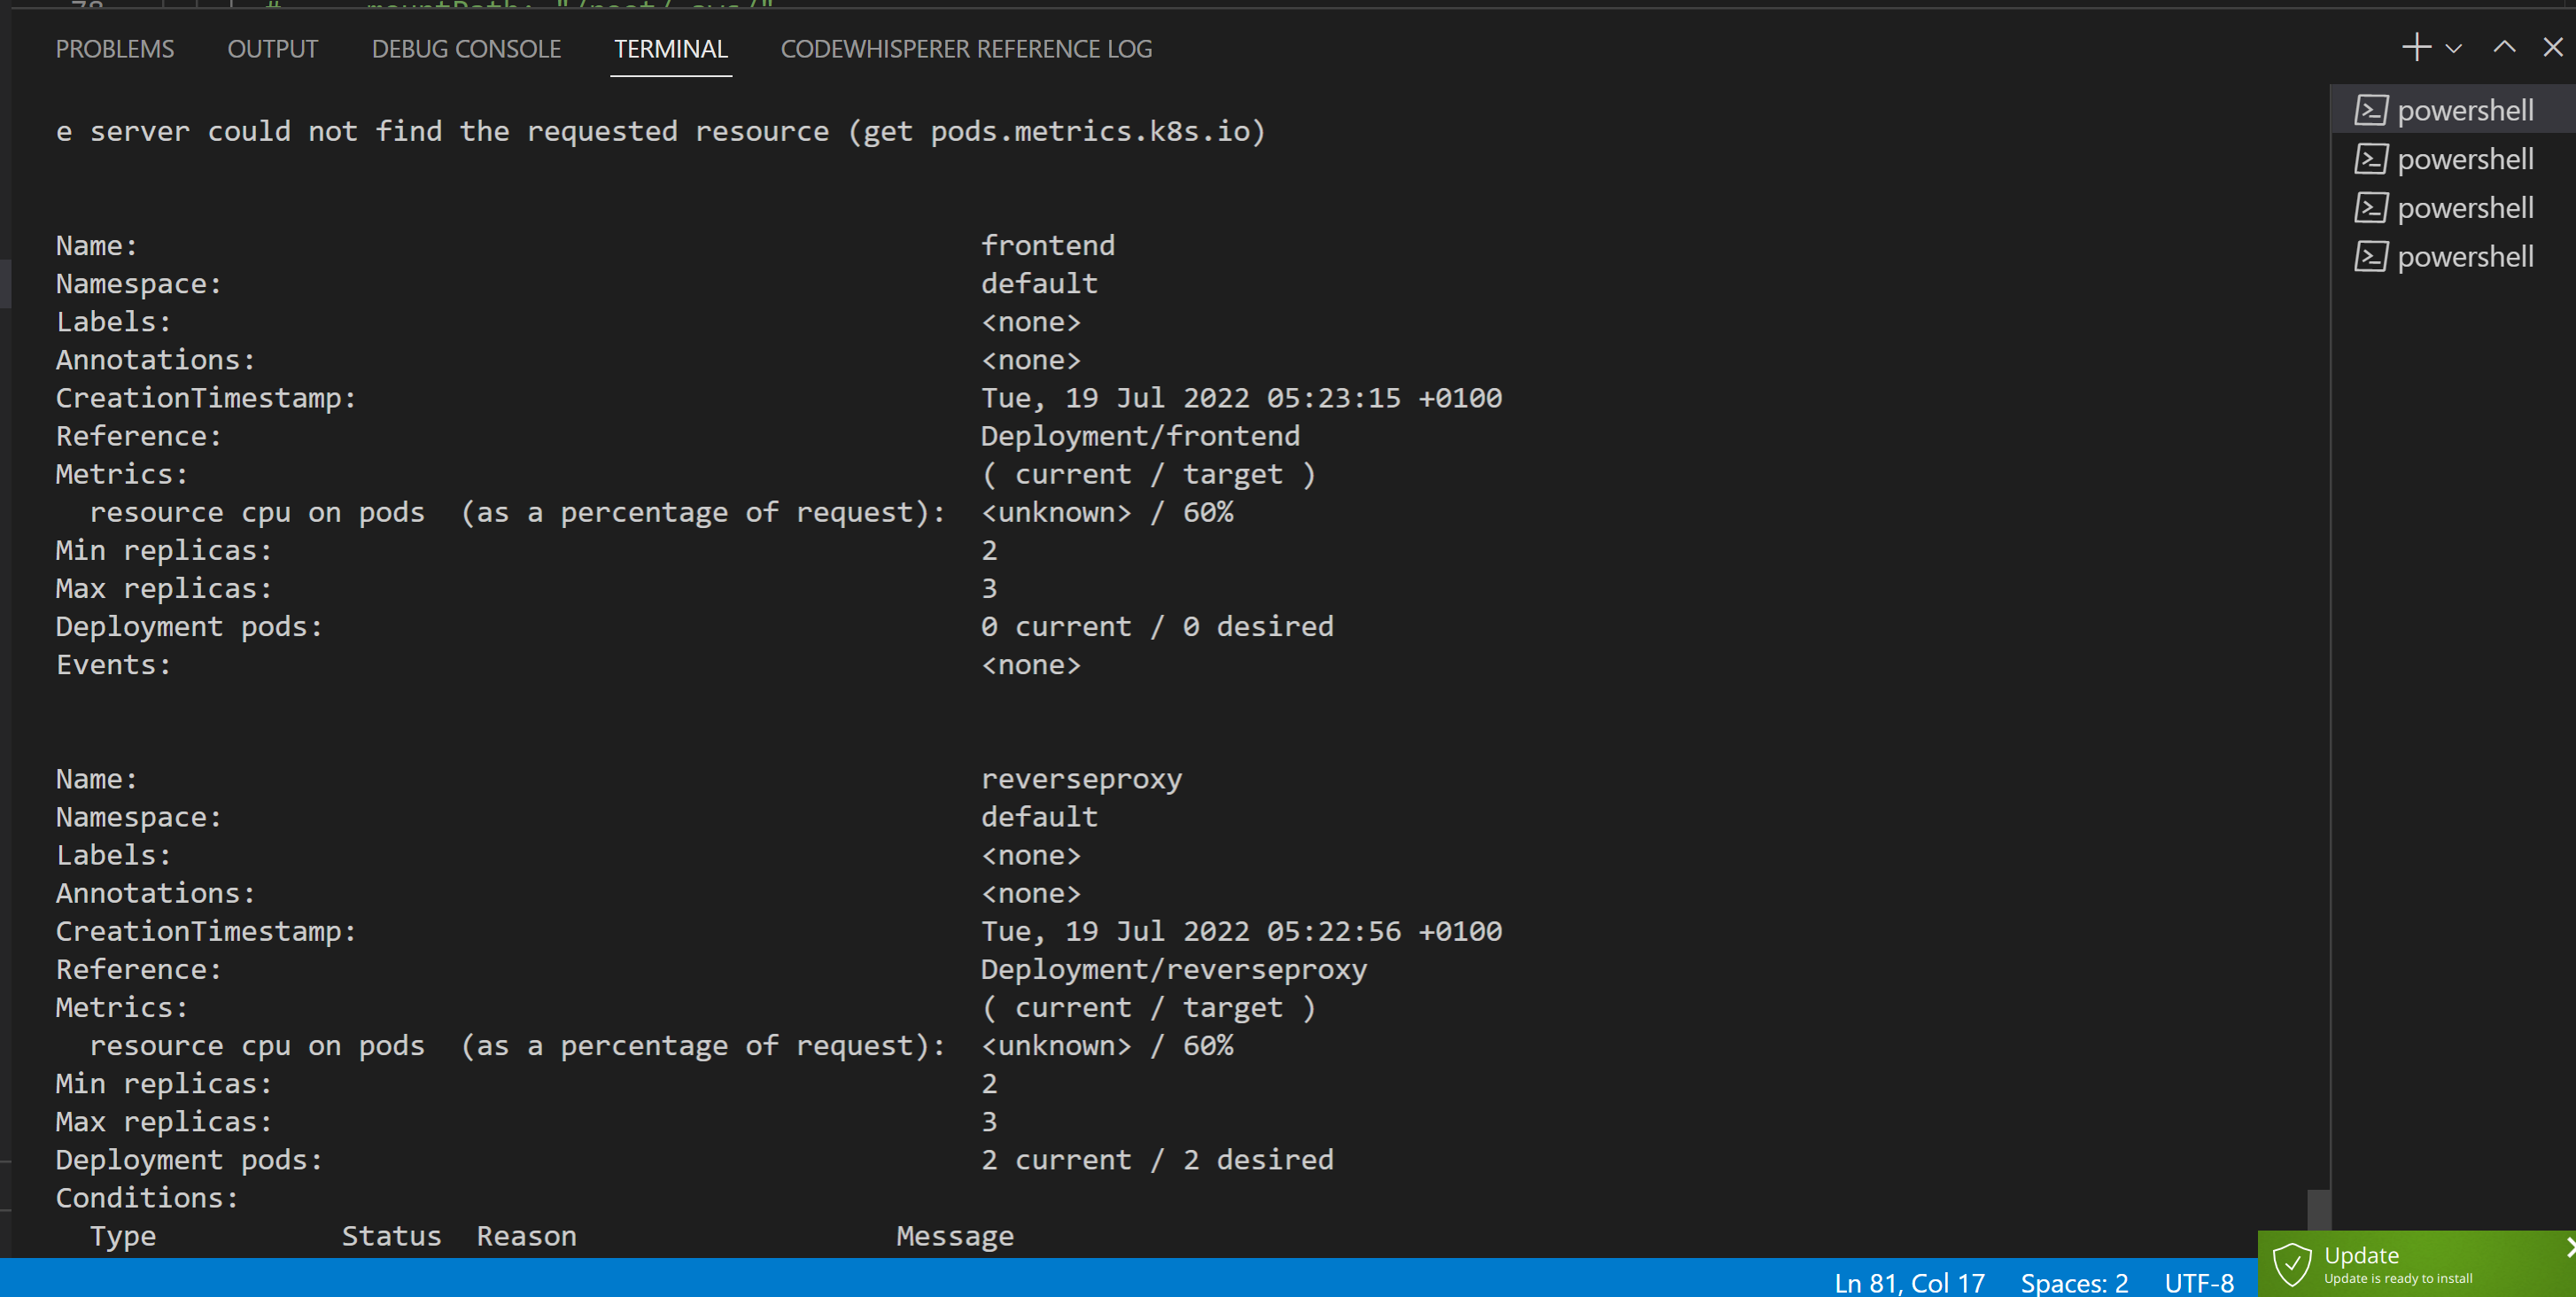 78 # mountPath: "/root/.aws/"
PROBLEMS OUTPUT DEBUG CONSOLE TERMINAL CODEWHISPERER REFERENCE LOG
e server could not find the requested resource (get pods.metrics.k8s.io)
powershell
powershell
powershell
powershell
Name: frontend
Namespace: default
Labels: <none>
Annotations: <none>
CreationTimestamp: Tue, 19 Jul 2022 05:23:15 +0100
Reference: Deployment/frontend
Metrics: ( current / target )
resource cpu on pods (as a percentage of request): <unknown> / 60%
Min replicas: 2
Max replicas: 3
Deployment pods: 0 current / 0 desired
Events: <none>
Name: reverseproxy
Namespace: default
Labels: <none>
Annotations: <none>
CreationTimestamp: Tue, 19 Jul 2022 05:22:56 +0100
Reference: Deployment/reverseproxy
Metrics: ( current / target )
resource cpu on pods (as a percentage of request): <unknown> / 60%
Min replicas: 2
Max replicas: 3
Deployment pods: 2 current / 2 desired
Conditions:
Type Status Reason Message
Ln 81, Col 17 Spaces: 2 UTF-8
Update
Update is ready to install